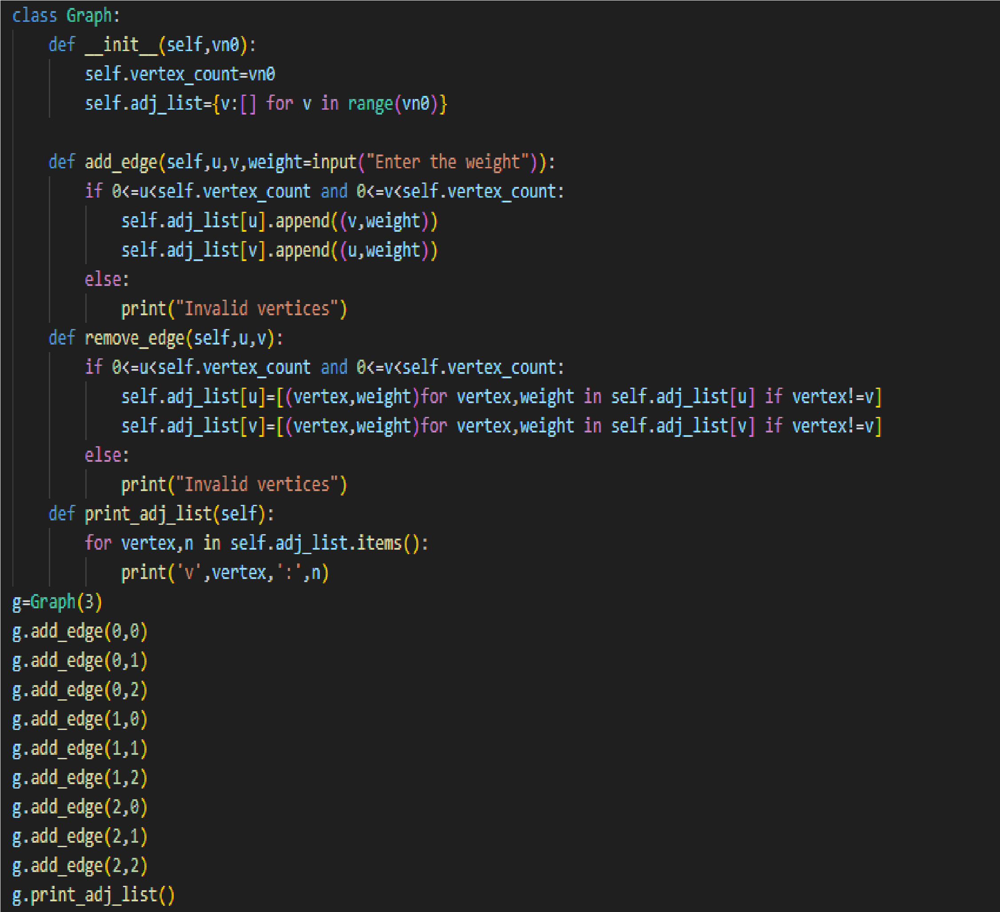 class Graph:
    def __init__(self,vn0):
        self.vertex_count=vn0
        self.adj_list={v:[] for v in range(vn0)}

    def add_edge(self,u,v,weight=input("Enter the weight")):
        if 0<=u<self.vertex_count and 0<=v<self.vertex_count:
            self.adj_list[u].append((v,weight))
            self.adj_list[v].append((u,weight))
        else:
            print("Invalid vertices")
    def remove_edge(self,u,v):
        if 0<=u<self.vertex_count and 0<=v<self.vertex_count:
            self.adj_list[u]=[(vertex,weight)for vertex,weight in self.adj_list[u] if vertex!=v]
            self.adj_list[v]=[(vertex,weight)for vertex,weight in self.adj_list[v] if vertex!=v]
        else:
            print("Invalid vertices")
    def print_adj_list(self):
        for vertex,n in self.adj_list.items():
            print('v',vertex,':',n)
g=Graph(3)
g.add_edge(0,0)
g.add_edge(0,1)
g.add_edge(0,2)
g.add_edge(1,0)
g.add_edge(1,1)
g.add_edge(1,2)
g.add_edge(2,0)
g.add_edge(2,1)
g.add_edge(2,2)
g.print_adj_list()